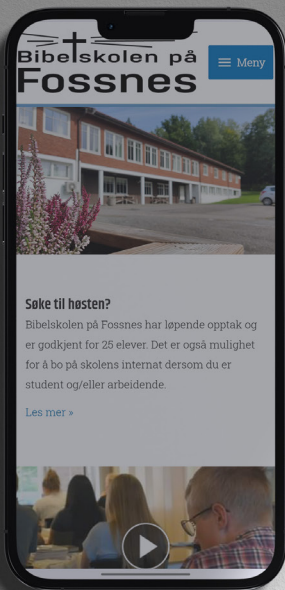 Bibelskolen på
Fossnes
Meny
Søke til høsten?
Bibelskolen på Fossnes har løpende opptak og
er godkjent for 25 elever. Det er også mulighet
for å bo på skolens internat dersom du er
student og/eller arbeidende.
Les mer »